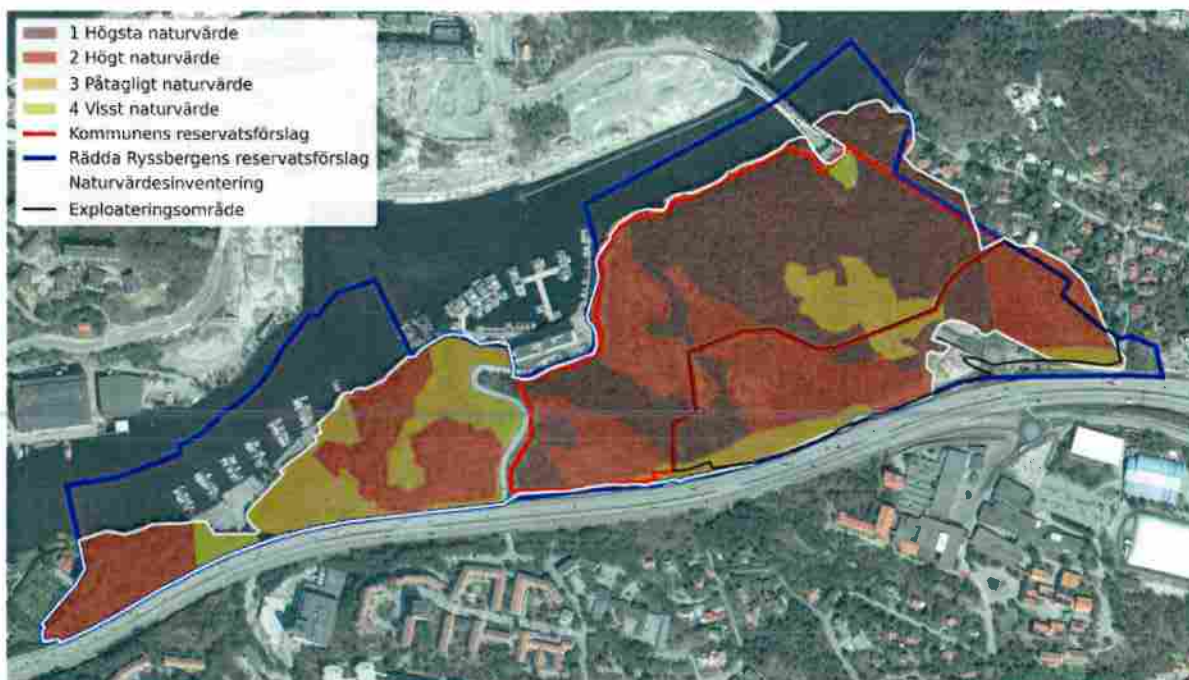 1 Högsta naturvärde
2 Högt naturvärde
3 Påtagligt naturvärde
4 Visst naturvärde
Kommunens reservatsförslag
Rädda Ryssbergens reservatsförslag
Naturvärdesinventering
Exploateringsområde